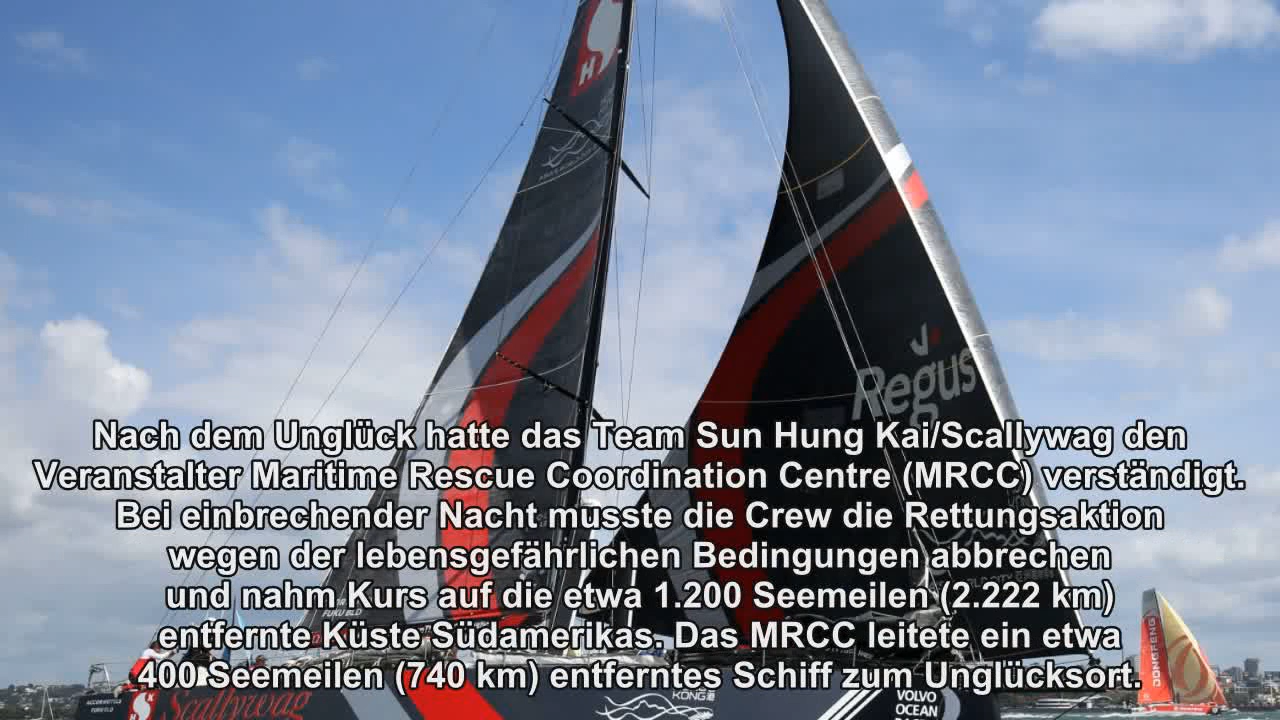 H
Regus
Nach dem Unglück hatte das Team Sun Hung Kai/Scallywag den
Veranstalter Maritime Rescue Coordination Centre (MRCC) verständigt.
Bei einbrechender Nacht musste die Crew die Rettungsaktion
wegen der lebensgefährlichen Bedingungen abbrechen
und nahm Kurs auf die etwa 1.200 Seemeilen (2.222 km)
entfernte Küste Südamerikas. Das MRCC leitete ein etwa
400 Seemeilen (740 km) entferntes Schiff zum Unglücksort.
DONGFENG
Scallywag
KONG
VOLVO
OCEAN